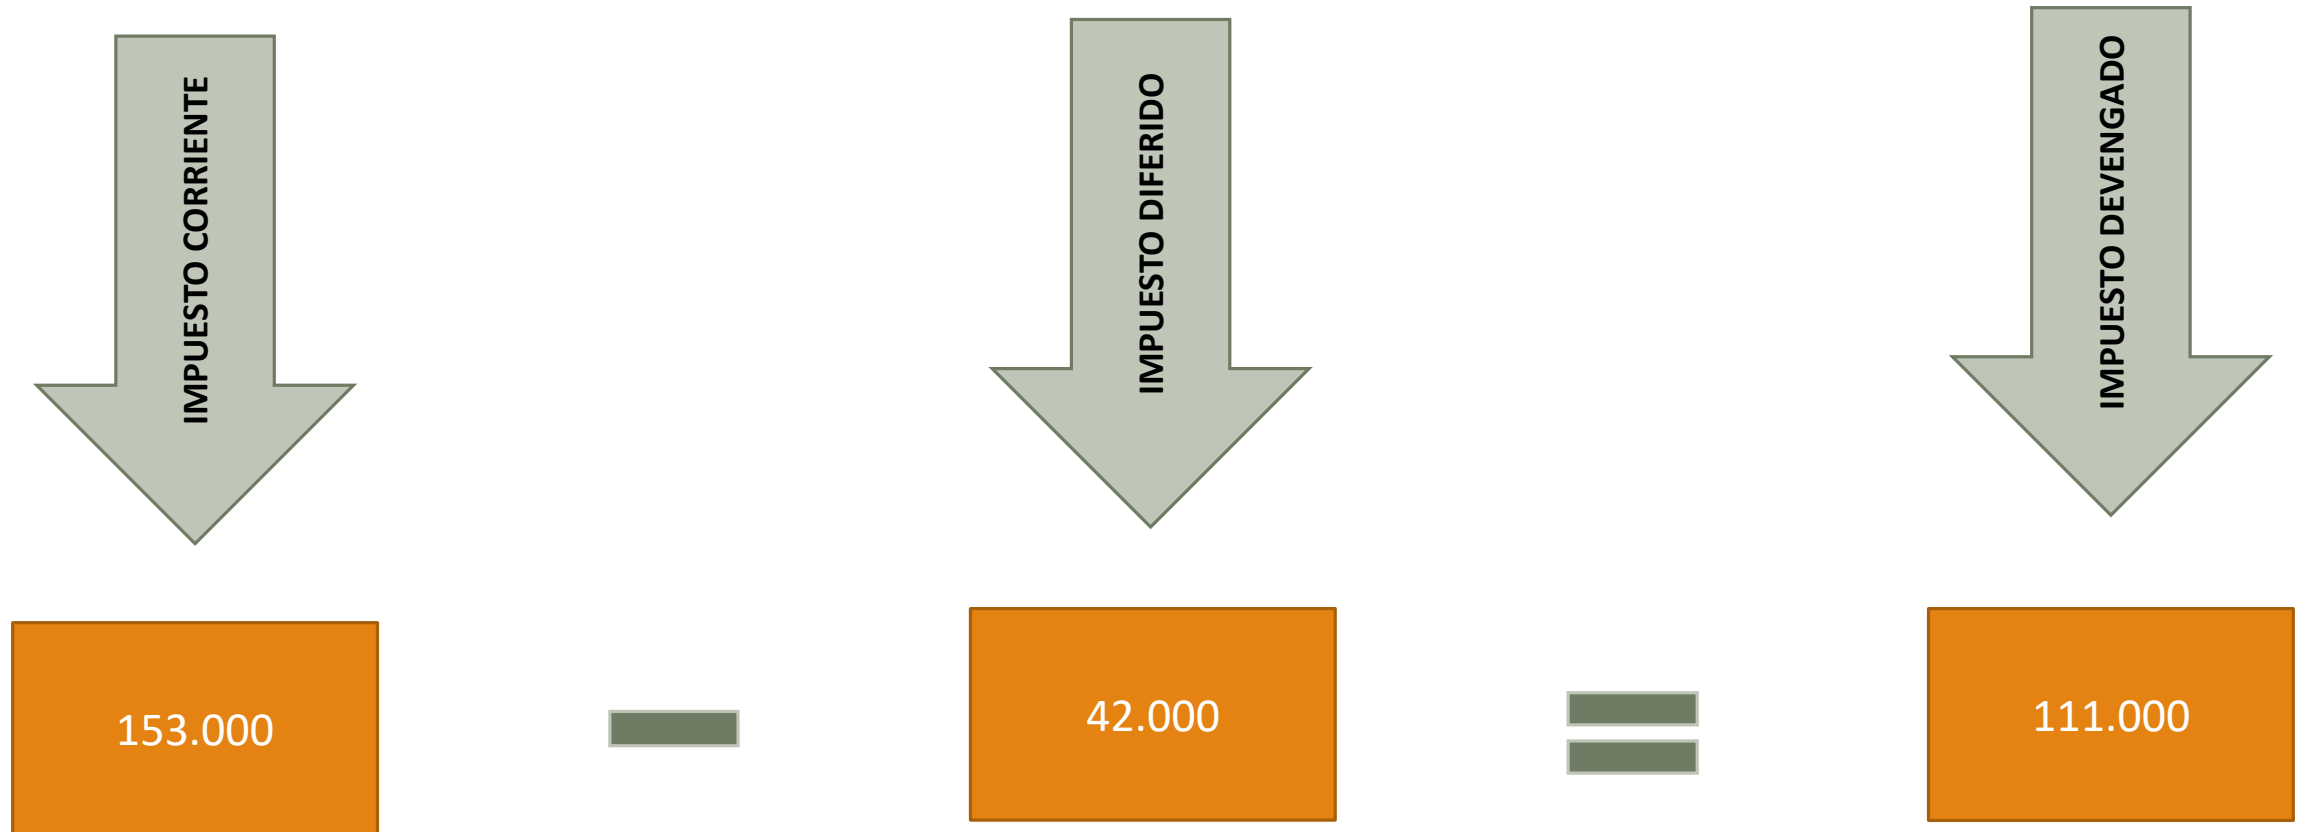 IMPUESTO CORRIENTE
IMPUESTO DIFERIDO
IMPUESTO DEVENGADO
153.000
42.000
111.000